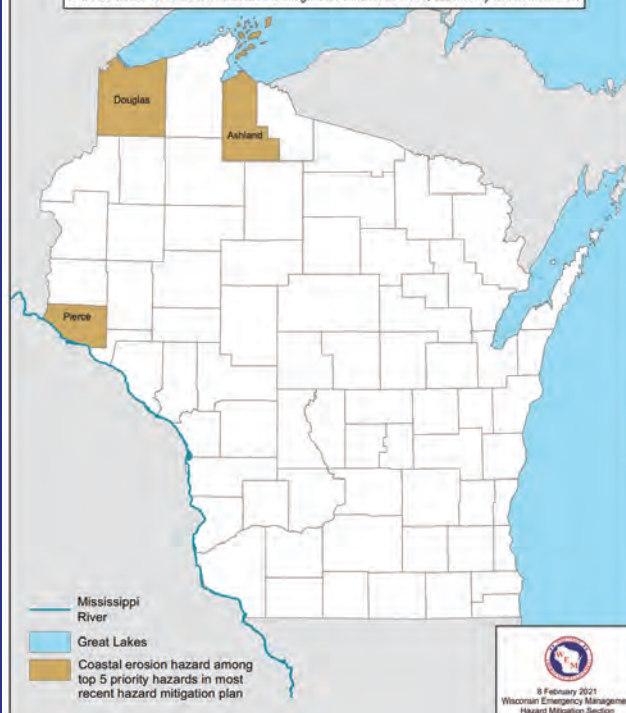 Douglas
Ashland
Pierce
Mississippi
River
Great Lakes
Coastal erosion hazard among
top 5 priority hazards in most
recent hazard mitigation plan
WEM
8 February 2021
Wisconsin Emergency Manageme
Hazard Mitigation Section